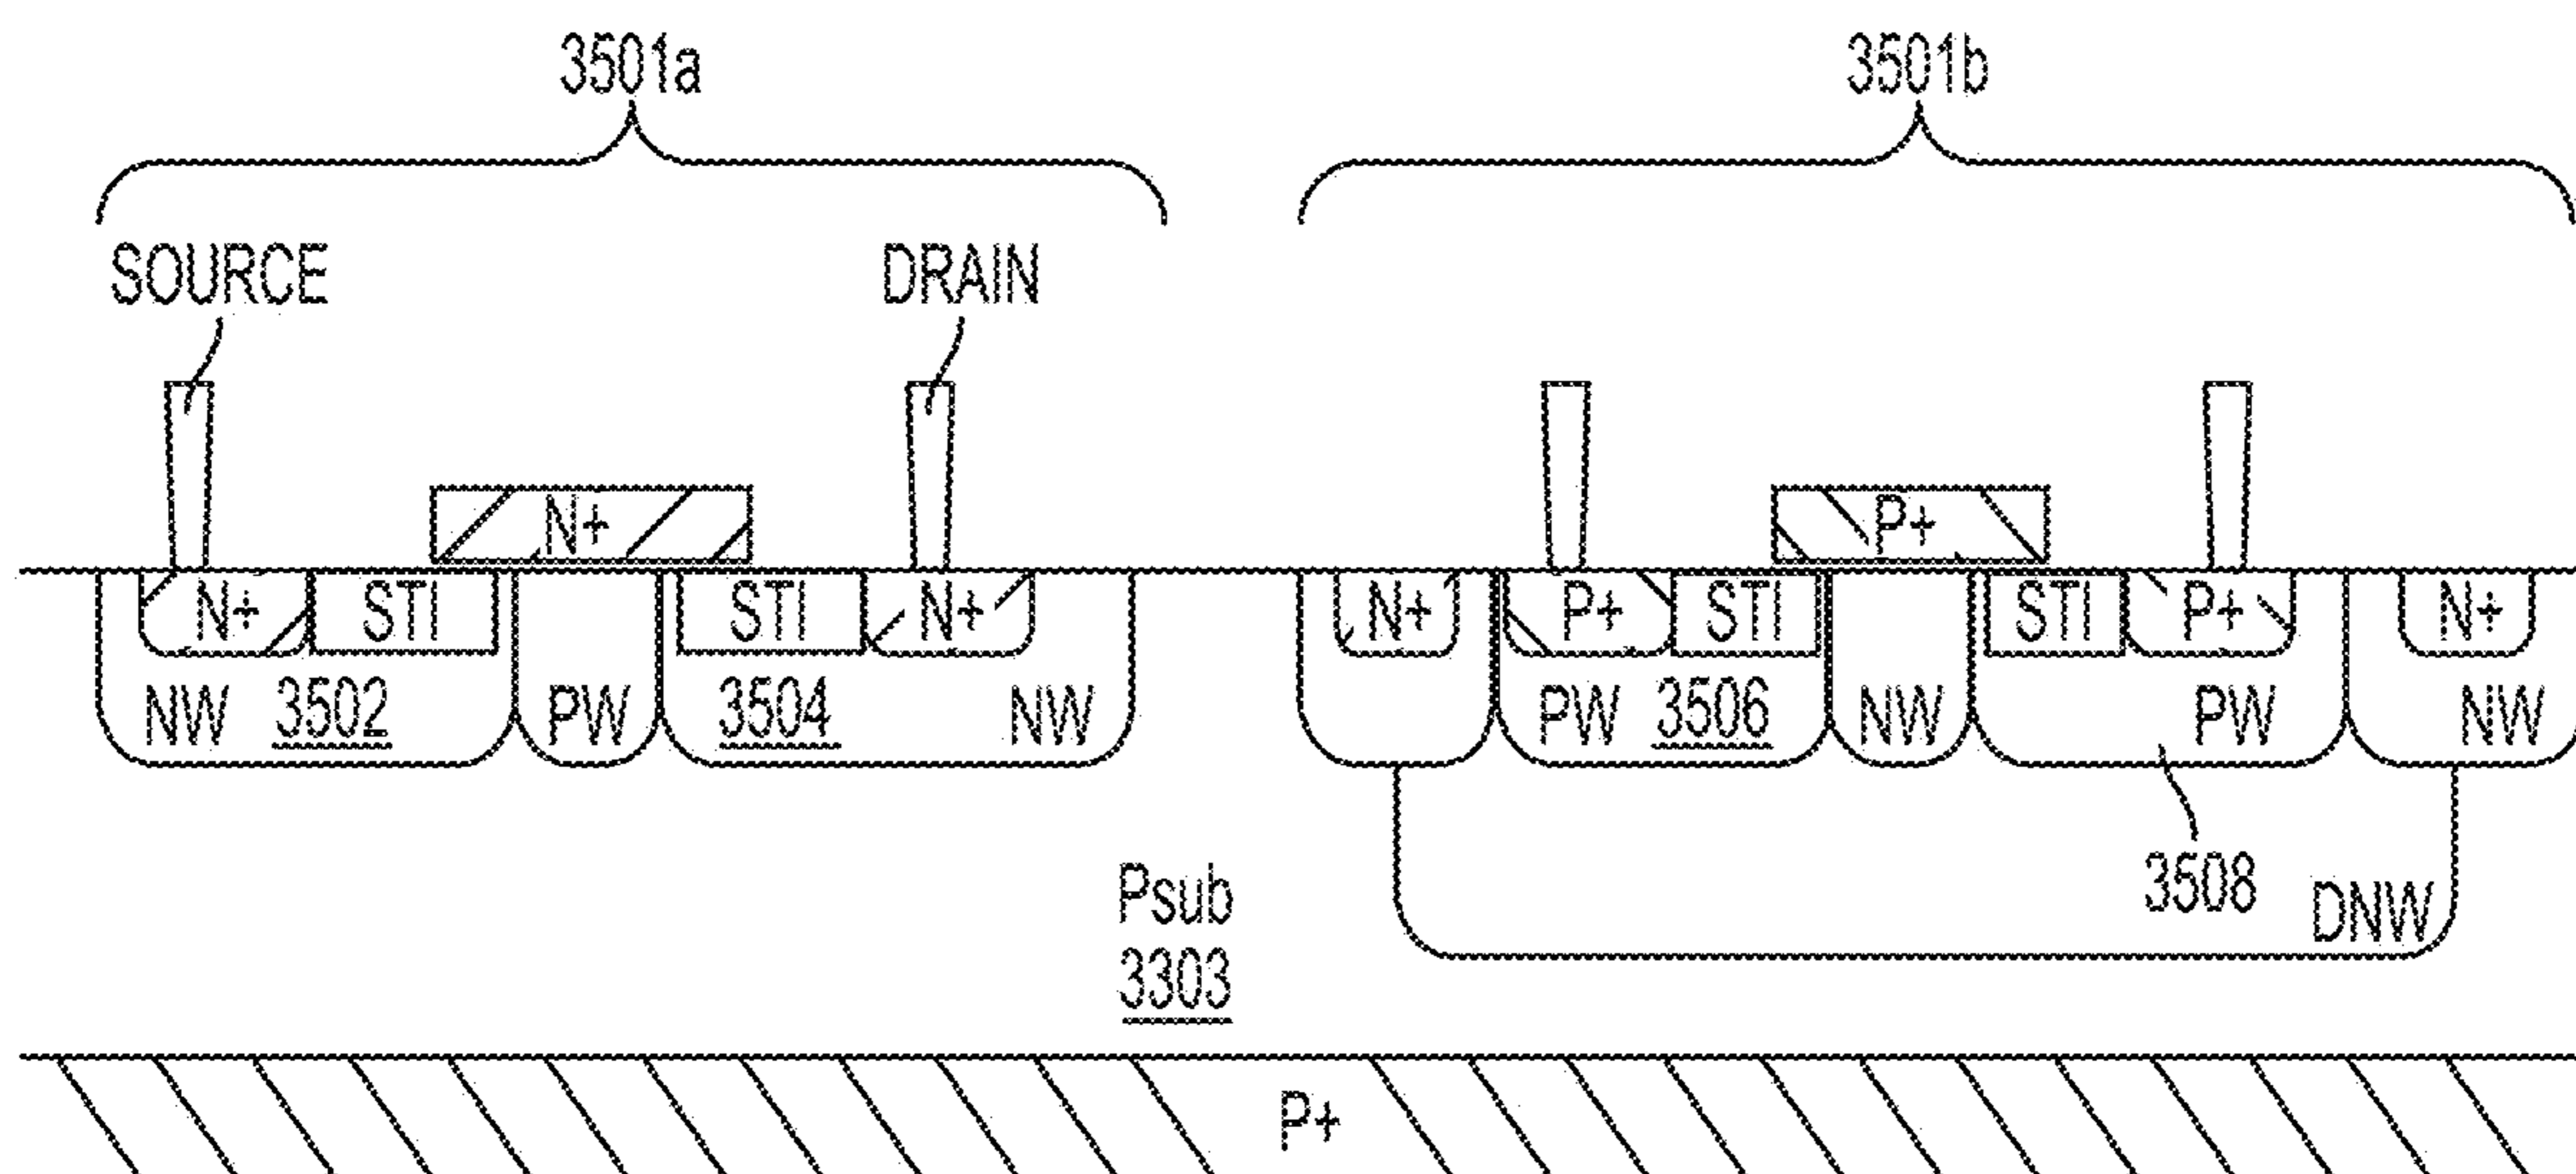 3501a 3501b
SOURCE DRAIN
N+ P+
N+ STI STI N+ N+ P+ STI STI P+ N+
NW 3502 PW 3504 NW PW 3506 NW PW NW
Psub 3508 DNW
3303
P+